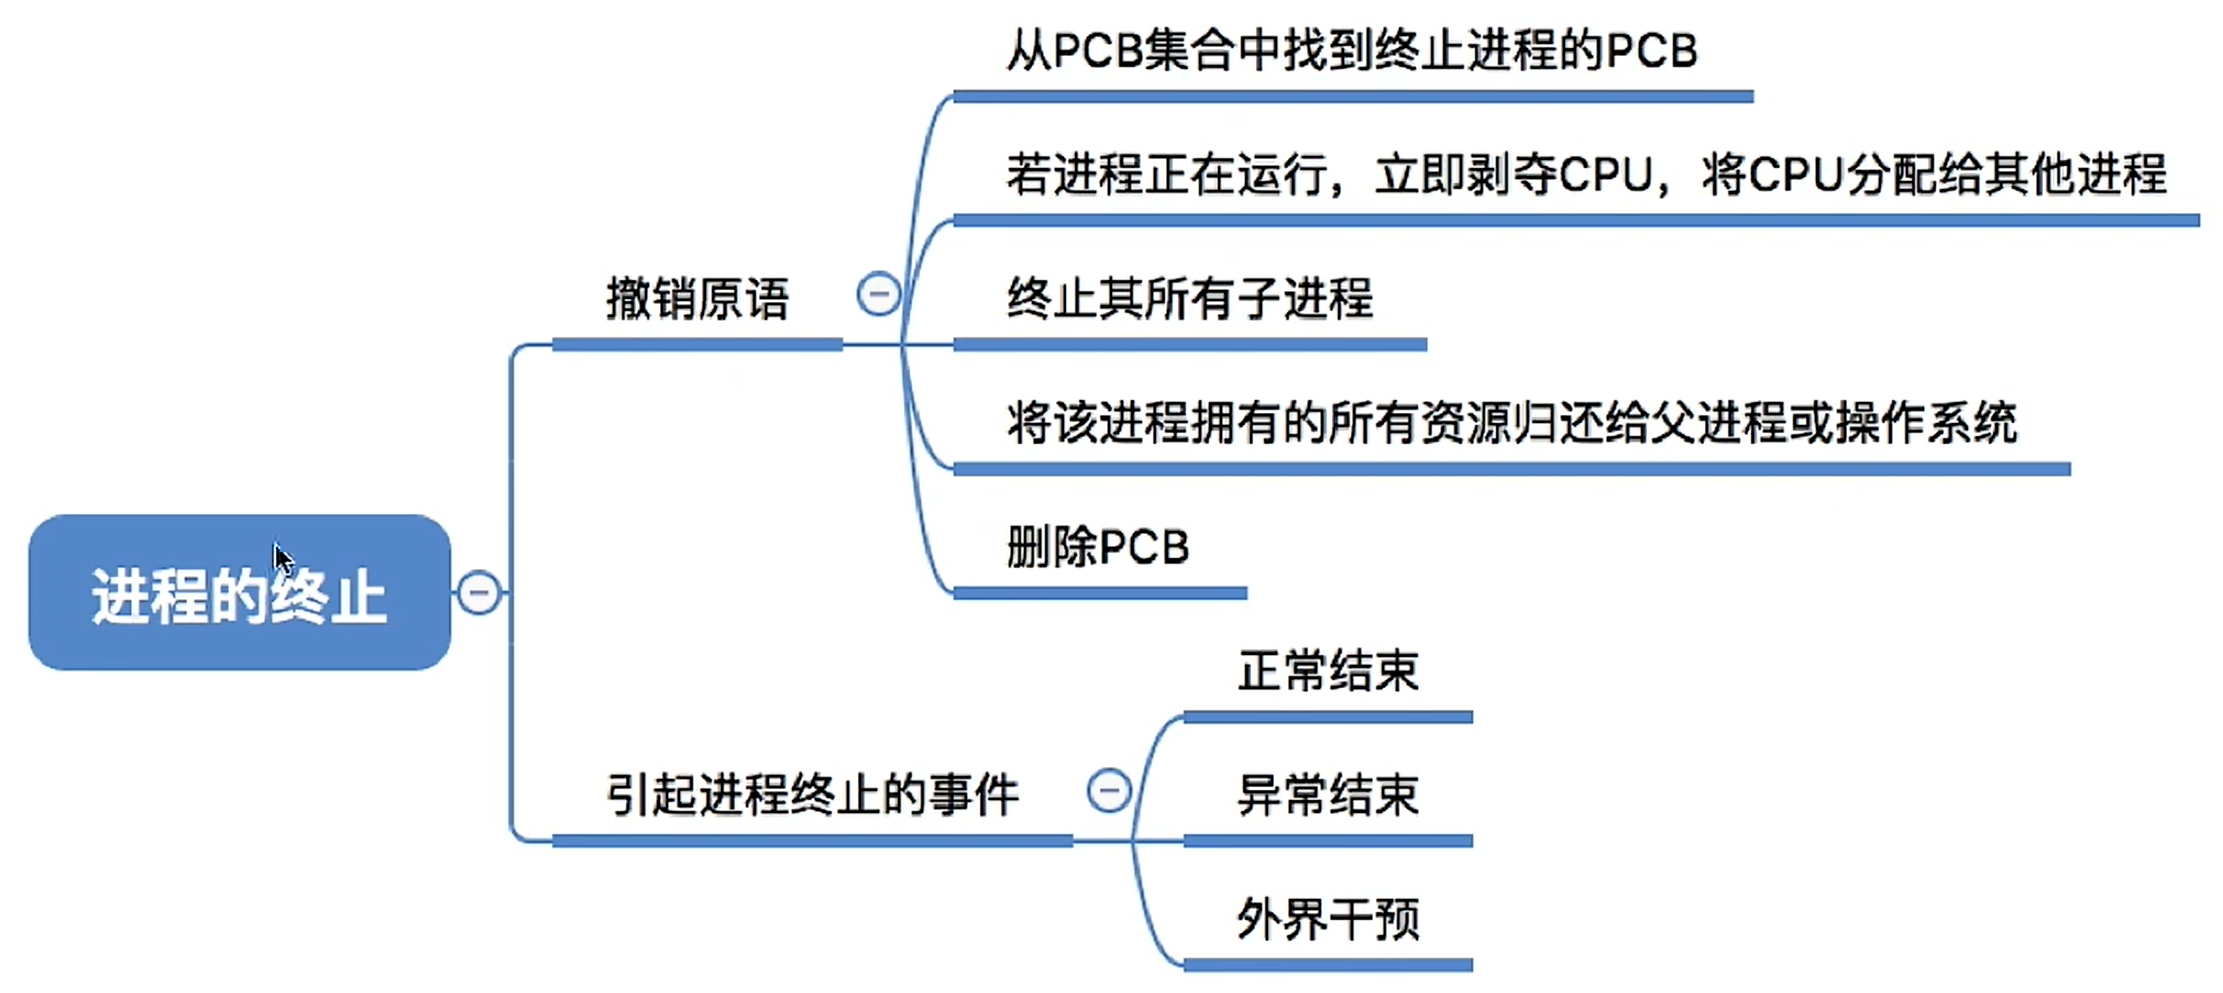 从PCB集合中找到终止进程的PCB
若进程正在运行，立即剥夺CPU，将CPU分配给其他进程
撤销原语
终止其所有子进程
将该进程拥有的所有资源归还给父进程或操作系统
删除PCB
进程的终止
正常结束
引起进程终止的事件
异常结束
外界干预